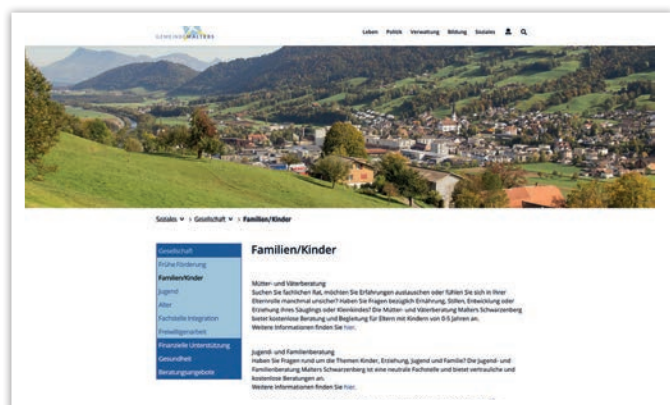 GEMEINDE MALTERS
Leben Politik Verwaltung Bildung Soziales
Soziales > Gesellschaft > Familien/Kinder
Gesellschaft
Frühe Förderung
Familien/Kinder
Jugend
Alter
Fachstelle Integration
Freiwilligenarbeit
Finanzielle Unterstützung
Gesundheit
Beratungsangebote
Familien/Kinder
Mütter- und Väterberatung
Suchen Sie fachlichen Rat, möchten Sie Erfahrungen austauschen oder fühlen Sie sich in Ihrer
Elternrolle manchmal unsicher? Haben Sie Fragen bezüglich Ernährung, Stillen, Entwicklung oder
Erziehung Ihres Säuglings oder Kleinkindes? Die Mütter- und Väterberatung Malters Schwarzenberg
bietet kostenlose Beratung und Begleitung für Eltern mit Kindern von 0-5 Jahren an.
Weitere Informationen finden Sie hier.
Jugend- und Familienberatung
Haben Sie Fragen rund um die Themen Kinder, Erziehung, Jugend und Familie? Die Jugend- und
Familienberatung Malters Schwarzenberg ist eine neutrale Fachstelle und bietet vertrauliche und
kostenlose Beratungen an.
Weitere Informationen finden Sie hier.